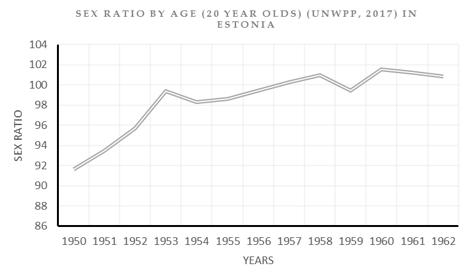 SEX RATIO BY AGE (20 YEAR OLDS) (UNWPP, 2017) IN
ESTONIA
104
102
100
98
96
94
92
90
88
86
SEX RATIO
1950 1951 1952 1953 1954 1955 1956 1957 1958 1959 1960 1961 1962
YEARS